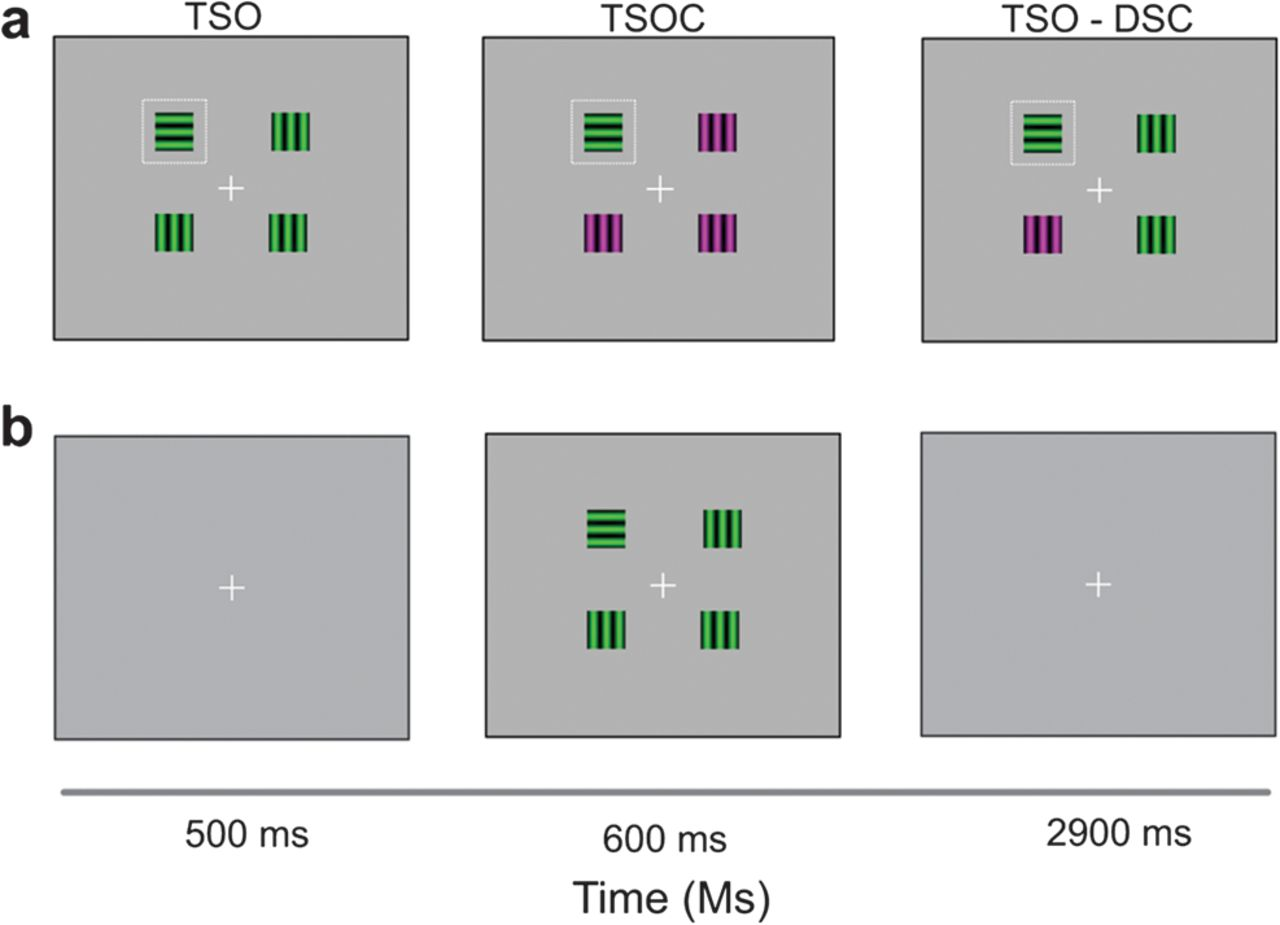 a
TSO
TSOC
TSO - DSC
b
500 ms
600 ms
2900 ms
Time (Ms)